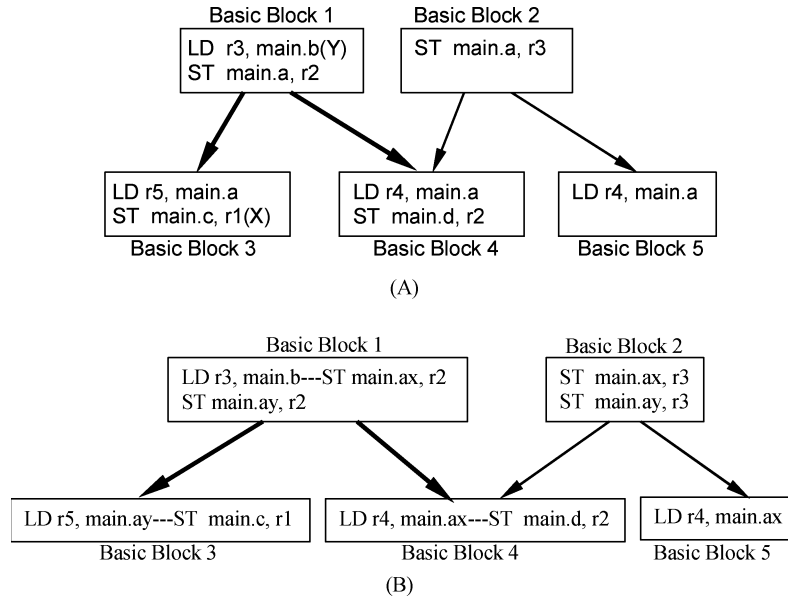 Basic Block 1
LD r3, main.b(Y)
ST main.a, r2
Basic Block 2
ST main.a, r3
LD r5, main.a
ST main.c, r1(X)
Basic Block 3
LD r4, main.a
ST main.d, r2
Basic Block 4
LD r4, main.a
Basic Block 5
(A)
Basic Block 1
LD r3, main.b---ST main.ax, r2
ST main.ay, r2
Basic Block 2
ST main.ax, r3
ST main.ay, r3
LD r5, main.ay---ST main.c, r1
Basic Block 3
LD r4, main.ax---ST main.d, r2
Basic Block 4
LD r4, main.ax
Basic Block 5
(B)